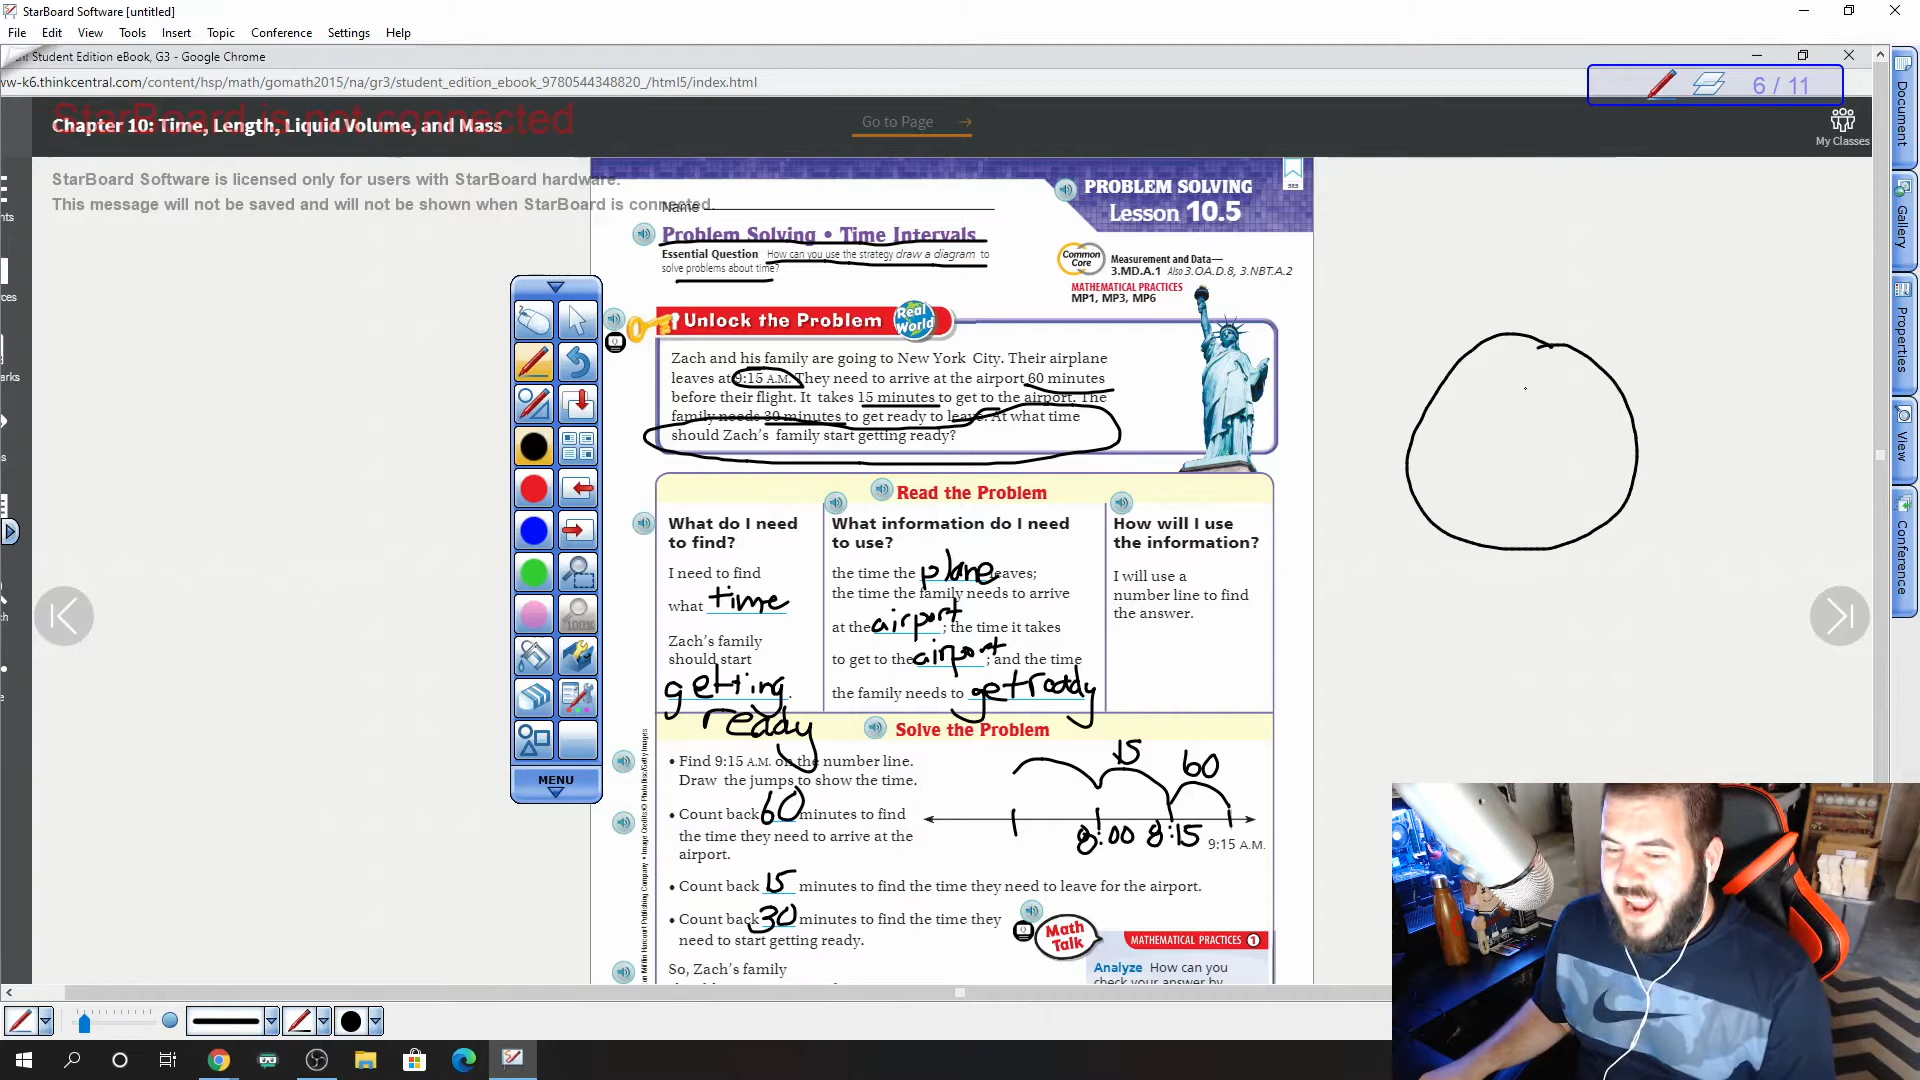 StarBoard Software [untitled]
File Edit View Tools Insert Topic Conference Settings Help
Student Edition eBook, G3 - Google Chrome
ww-k6.thinkcentral.com/content/hsp/math/gomath2015/na/gr3/student_edition_ebook_9780544348820_/html5/index.html
6 / 11
StarBoard is not connected
Chapter 10: Time, Length, Liquid Volume, and Mass
Go to Page
My Classes
StarBoard Software is licensed only for users with StarBoard hardware.
This message will not be saved and will not be shown when StarBoard is connected.
Name
PROBLEM SOLVING
Lesson 10.5
Problem Solving • Time Intervals
Essential Question How can you use the strategy draw a diagram to
solve problems about time?
Common
Core
Measurement and Data—
3.MD.A.1 Also 3.OA.D.8, 3.NBT.A.2
MATHEMATICAL PRACTICES
MP1, MP3, MP6
Unlock the Problem
Real
World
Zach and his family are going to New York City. Their airplane
leaves at 9:15 A.M. They need to arrive at the airport 60 minutes
before their flight. It takes 15 minutes to get to the airport. The
family needs 30 minutes to get ready to leave. At what time
should Zach's family start getting ready?
Read the Problem
What do I need
to find?
I need to find
what time
Zach's family
should start
getting .
ready
What information do I need
to use?
the time the plane leaves;
the time the family needs to arrive
at the airport ; the time it takes
to get to the airport ; and the time
the family needs to get ready
How will I use
the information?
I will use a
number line to find
the answer.
Solve the Problem
• Find 9:15 A.M. on the number line.
Draw the jumps to show the time.
• Count back 60 minutes to find
the time they need to arrive at the
airport.
15 60
8:00 8:15 9:15 A.M.
• Count back 15 minutes to find the time they need to leave for the airport.
• Count back 30 minutes to find the time they
need to start getting ready.
So, Zach's family
Math
Talk
MATHEMATICAL PRACTICES 1
Analyze How can you
check your answer by
MENU
100%
Document
Gallery
Properties
View
Conference